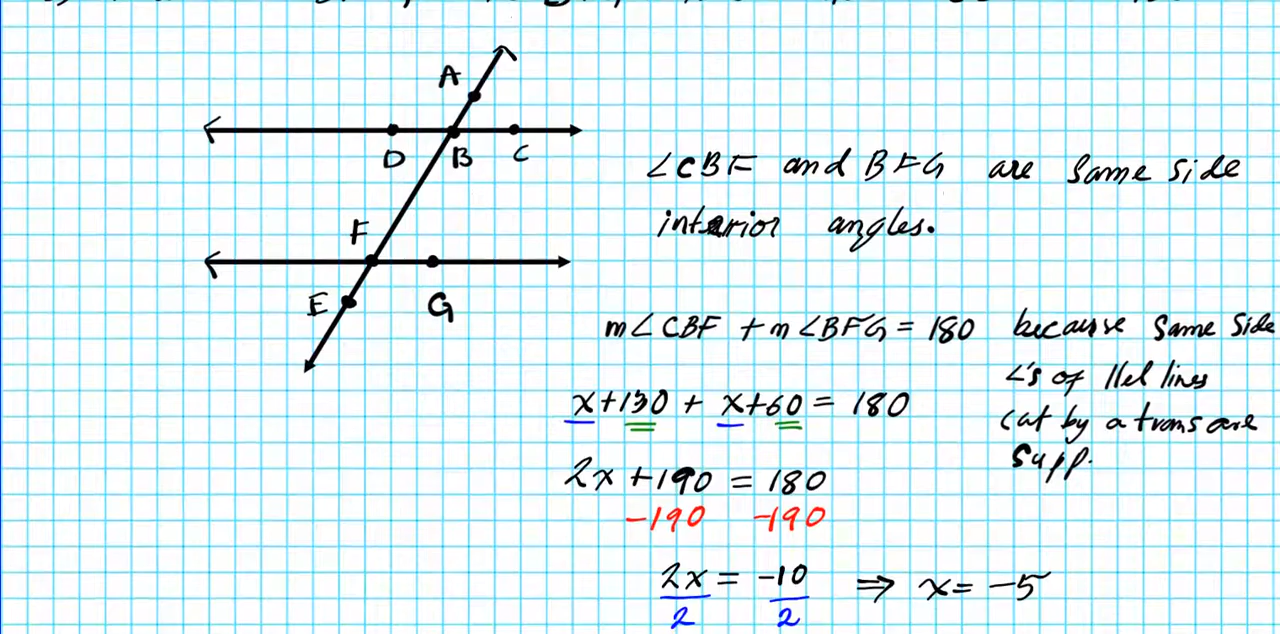 A
D B C
∠CBF and BFG are same side
interior angles.
F
E G
m∠CBF + m∠BFG = 180 because same side
∠'s of llel lines
cut by a trans are
supp.
x+130 + x+60 = 180
2x +190 = 180
-190 -190
2x = -10 ⇒ x = -5
2 2